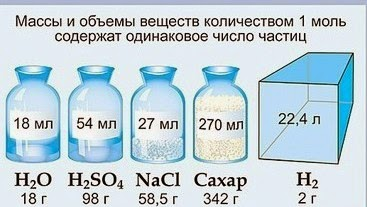 Массы и объемы веществ количеством 1 моль
содержат одинаковое число частиц
18 мл 54 мл 27 мл 270 мл 22,4 л
H₂O H₂SO₄ NaCl Сахар H₂
18 г 98 г 58,5 г 342 г 2 г